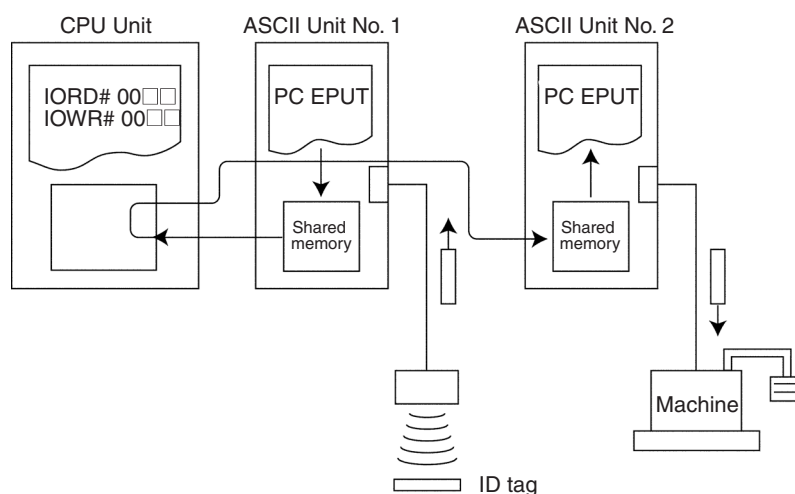 CPU Unit
ASCII Unit No. 1
ASCII Unit No. 2
IORD# 00□□
IOWR# 00□□
PC EPUT
PC EPUT
Shared
memory
Shared
memory
Machine
ID tag